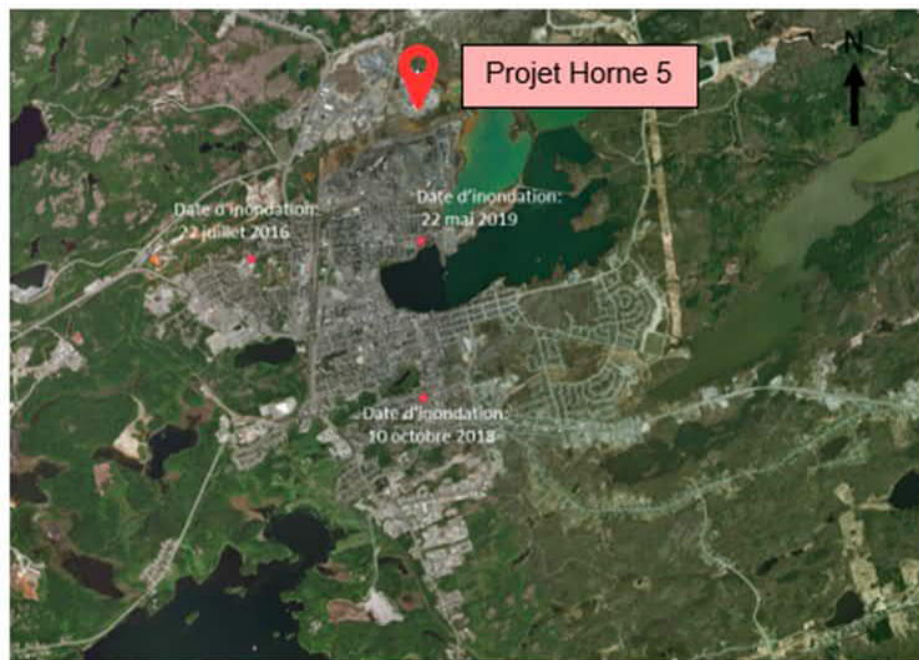 Projet Horne 5
N
Date d'inondation:
22 mai 2019
Date d'inondation:
22 juillet 2016
Date d'inondation:
10 octobre 2018